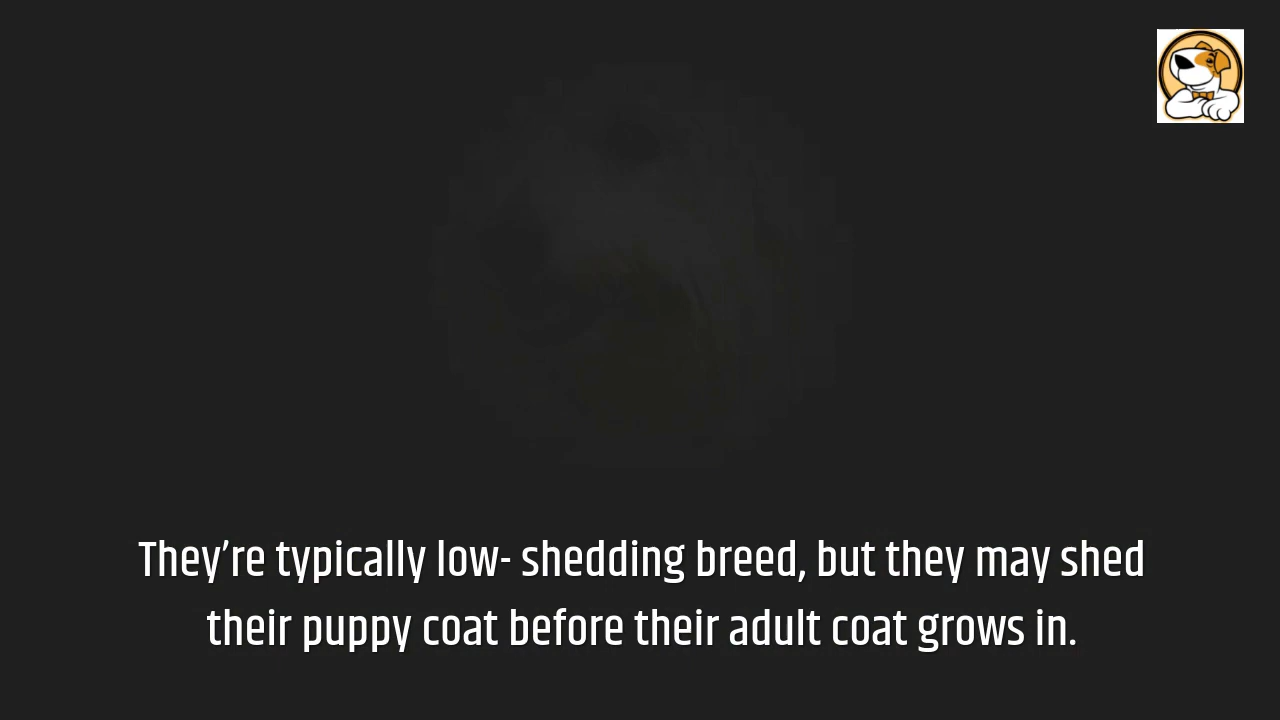 They’re typically low- shedding breed, but they may shed
their puppy coat before their adult coat grows in.